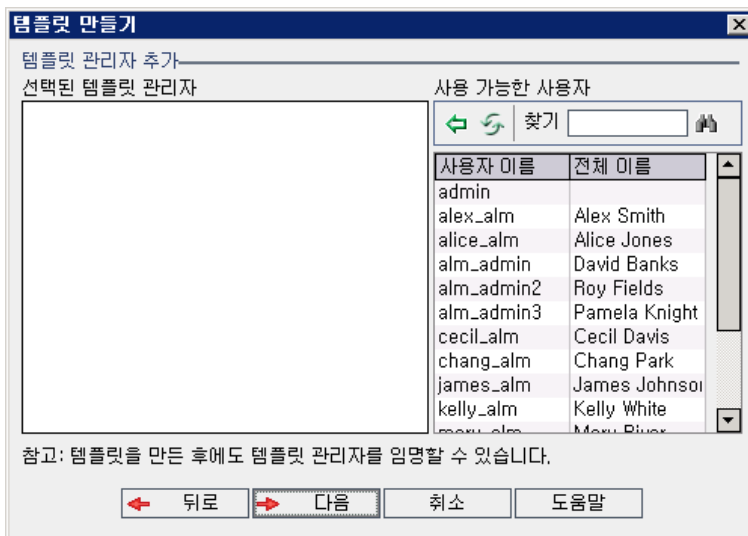 템플릿 만들기
템플릿 관리자 추가
선택된 템플릿 관리자
사용 가능한 사용자
찾기
사용자 이름 전체 이름
admin
alex_alm Alex Smith
alice_alm Alice Jones
alm_admin David Banks
alm_admin2 Roy Fields
alm_admin3 Pamela Knight
cecil_alm Cecil Davis
chang_alm Chang Park
james_alm James Johnso
kelly_alm Kelly White
참고: 템플릿을 만든 후에도 템플릿 관리자를 임명할 수 있습니다.
뒤로 다음 취소 도움말